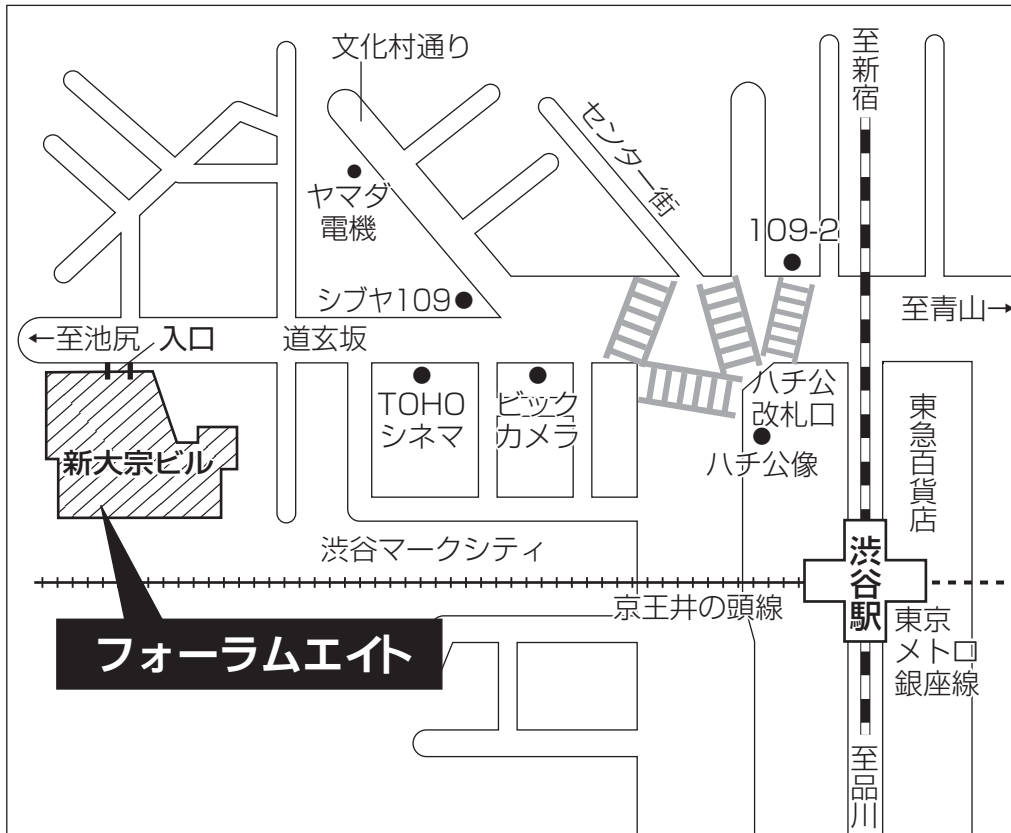 文化村通り
至新宿
センター街
ヤマダ
電機
109-2
シブヤ109
至青山→
←至池尻
入口
道玄坂
TOHO
シネマ
ビック
カメラ
ハチ公
改札口
ハチ公像
東急百貨店
新大宗ビル
渋谷マークシティ
渋谷駅
京王井の頭線
東京
メトロ
銀座線
フォーラムエイト
至品川